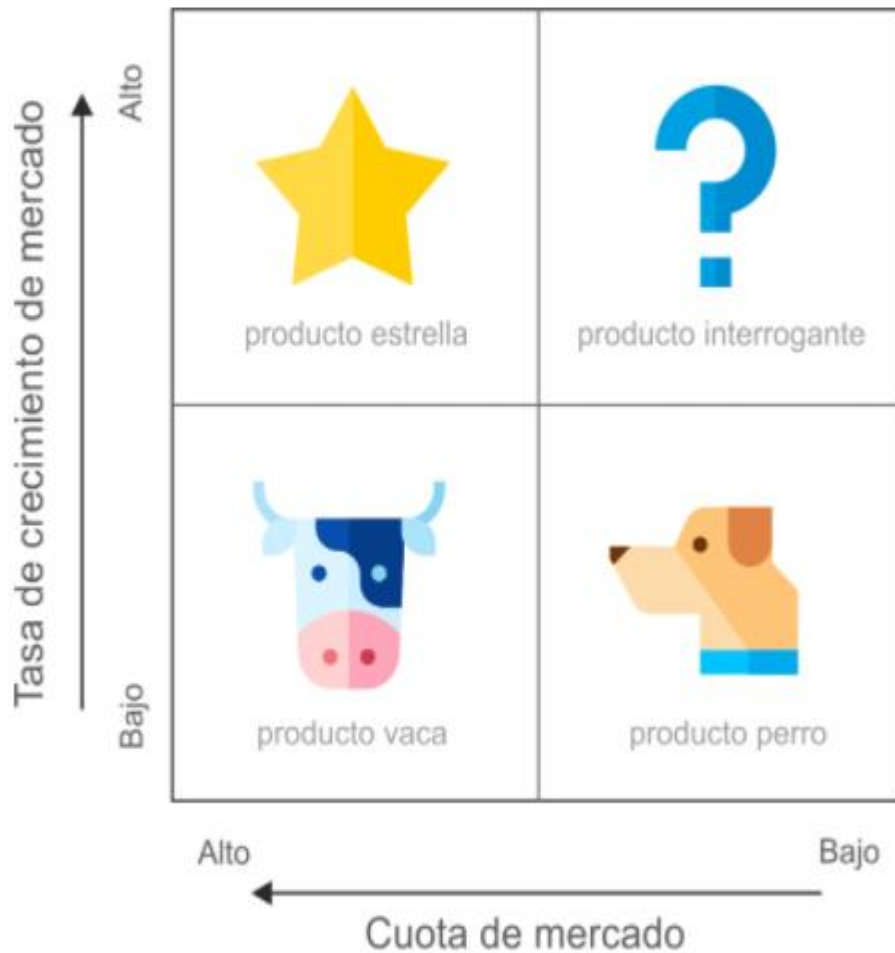 Tasa de crecimiento de mercado
Alto
Bajo
producto estrella
producto interrogante
producto vaca
producto perro
Alto
Bajo
Cuota de mercado